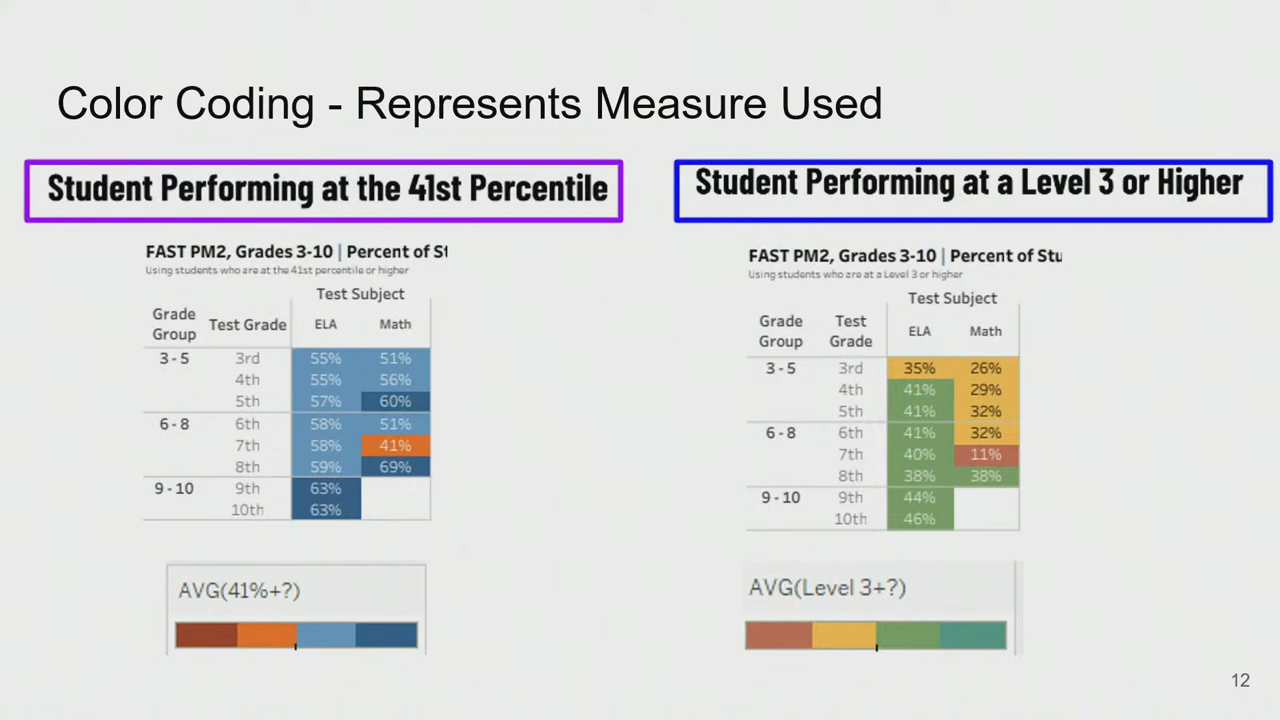 Color Coding - Represents Measure Used
Student Performing at the 41st Percentile
FAST PM2, Grades 3-10 | Percent of St
Using students who are at the 41st percentile or higher
Test Subject
Grade Group Test Grade ELA Math
3 - 5 3rd 55% 51%
4th 55% 56%
5th 57% 60%
6 - 8 6th 58% 51%
7th 58% 41%
8th 59% 69%
9 - 10 9th 63%
10th 63%
AVG(41%+?)
Student Performing at a Level 3 or Higher
FAST PM2, Grades 3-10 | Percent of Stu
Using students who are at a Level 3 or higher
Test Subject
Grade Group Test Grade ELA Math
3 - 5 3rd 35% 26%
4th 41% 29%
5th 41% 32%
6 - 8 6th 41% 32%
7th 40% 11%
8th 38% 38%
9 - 10 9th 44%
10th 46%
AVG(Level 3+?)
12